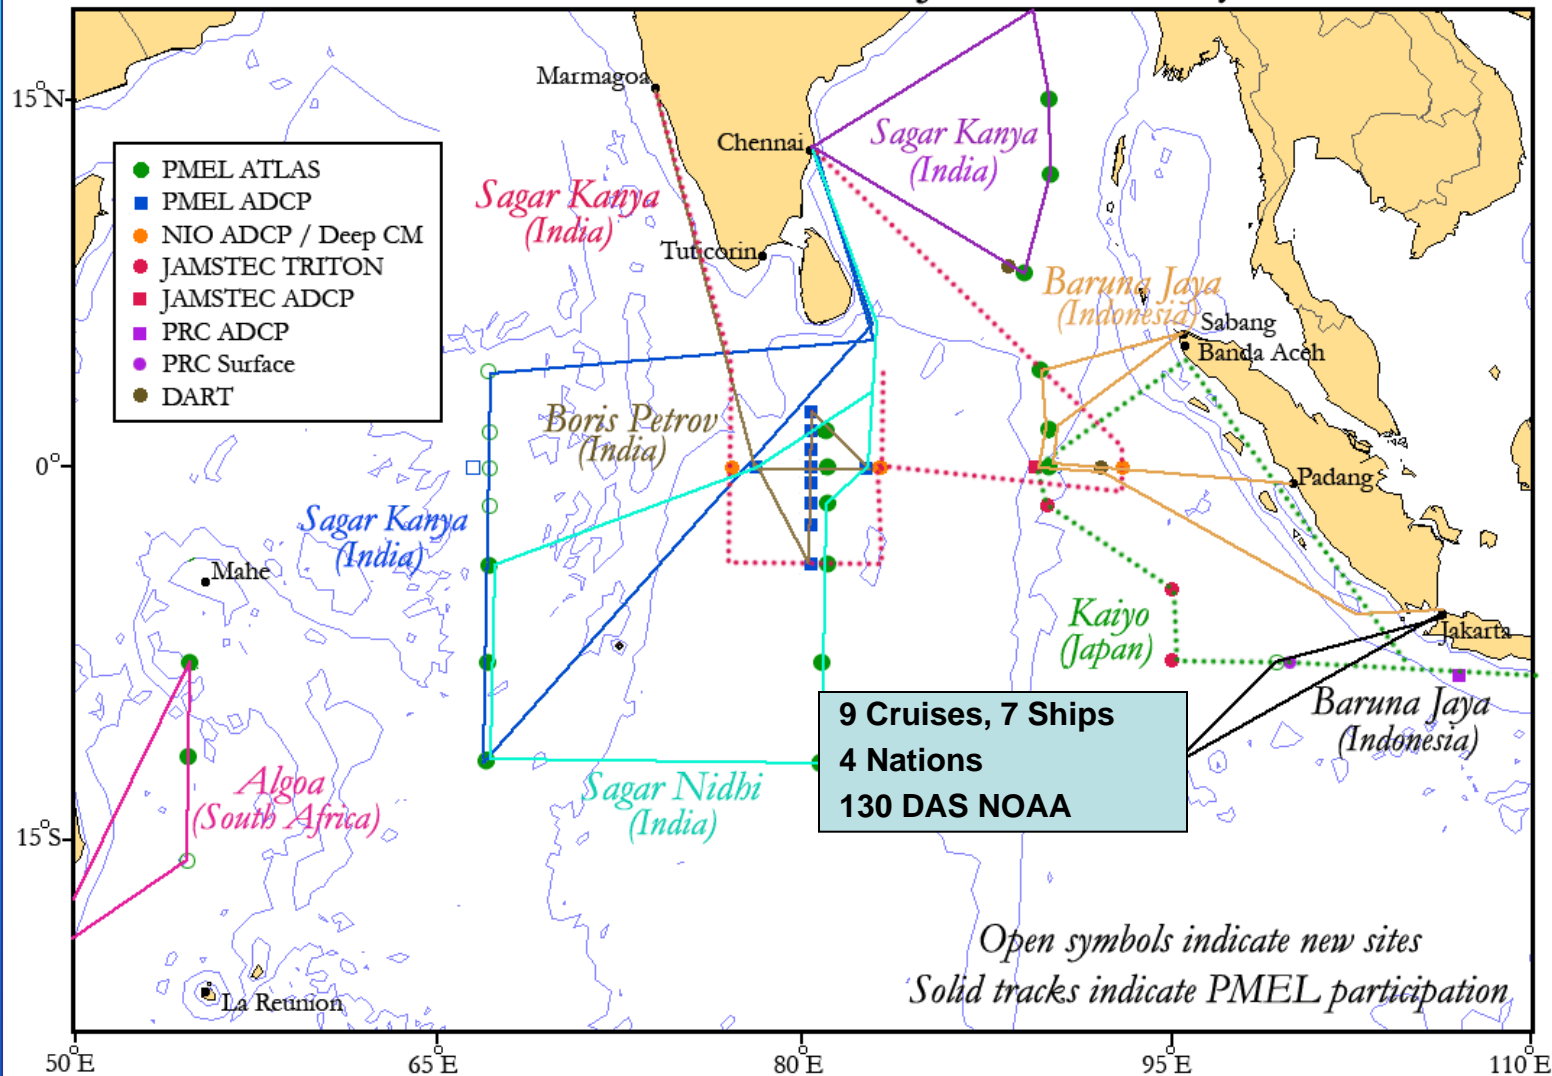 Marmagoa
15°N
Chennai
Sagar Kanya
(India)
PMEL ATLAS
PMEL ADCP
NIO ADCP / Deep CM
JAMSTEC TRITON
JAMSTEC ADCP
PRC ADCP
PRC Surface
DART
Sagar Kanya
(India)
Tuticorin
Baruna Jaya
(Indonesia)
Sabang
Banda Aceh
Boris Petrov
(India)
0°
Padang
Sagar Kanya
(India)
Mahe
Kaiyo
(Japan)
Jakarta
9 Cruises, 7 Ships
4 Nations
130 DAS NOAA
Baruna Jaya
(Indonesia)
Algoa
(South Africa)
Sagar Nidhi
(India)
15°S
Open symbols indicate new sites
Solid tracks indicate PMEL participation
La Reunion
50°E
65°E
80°E
95°E
110°E